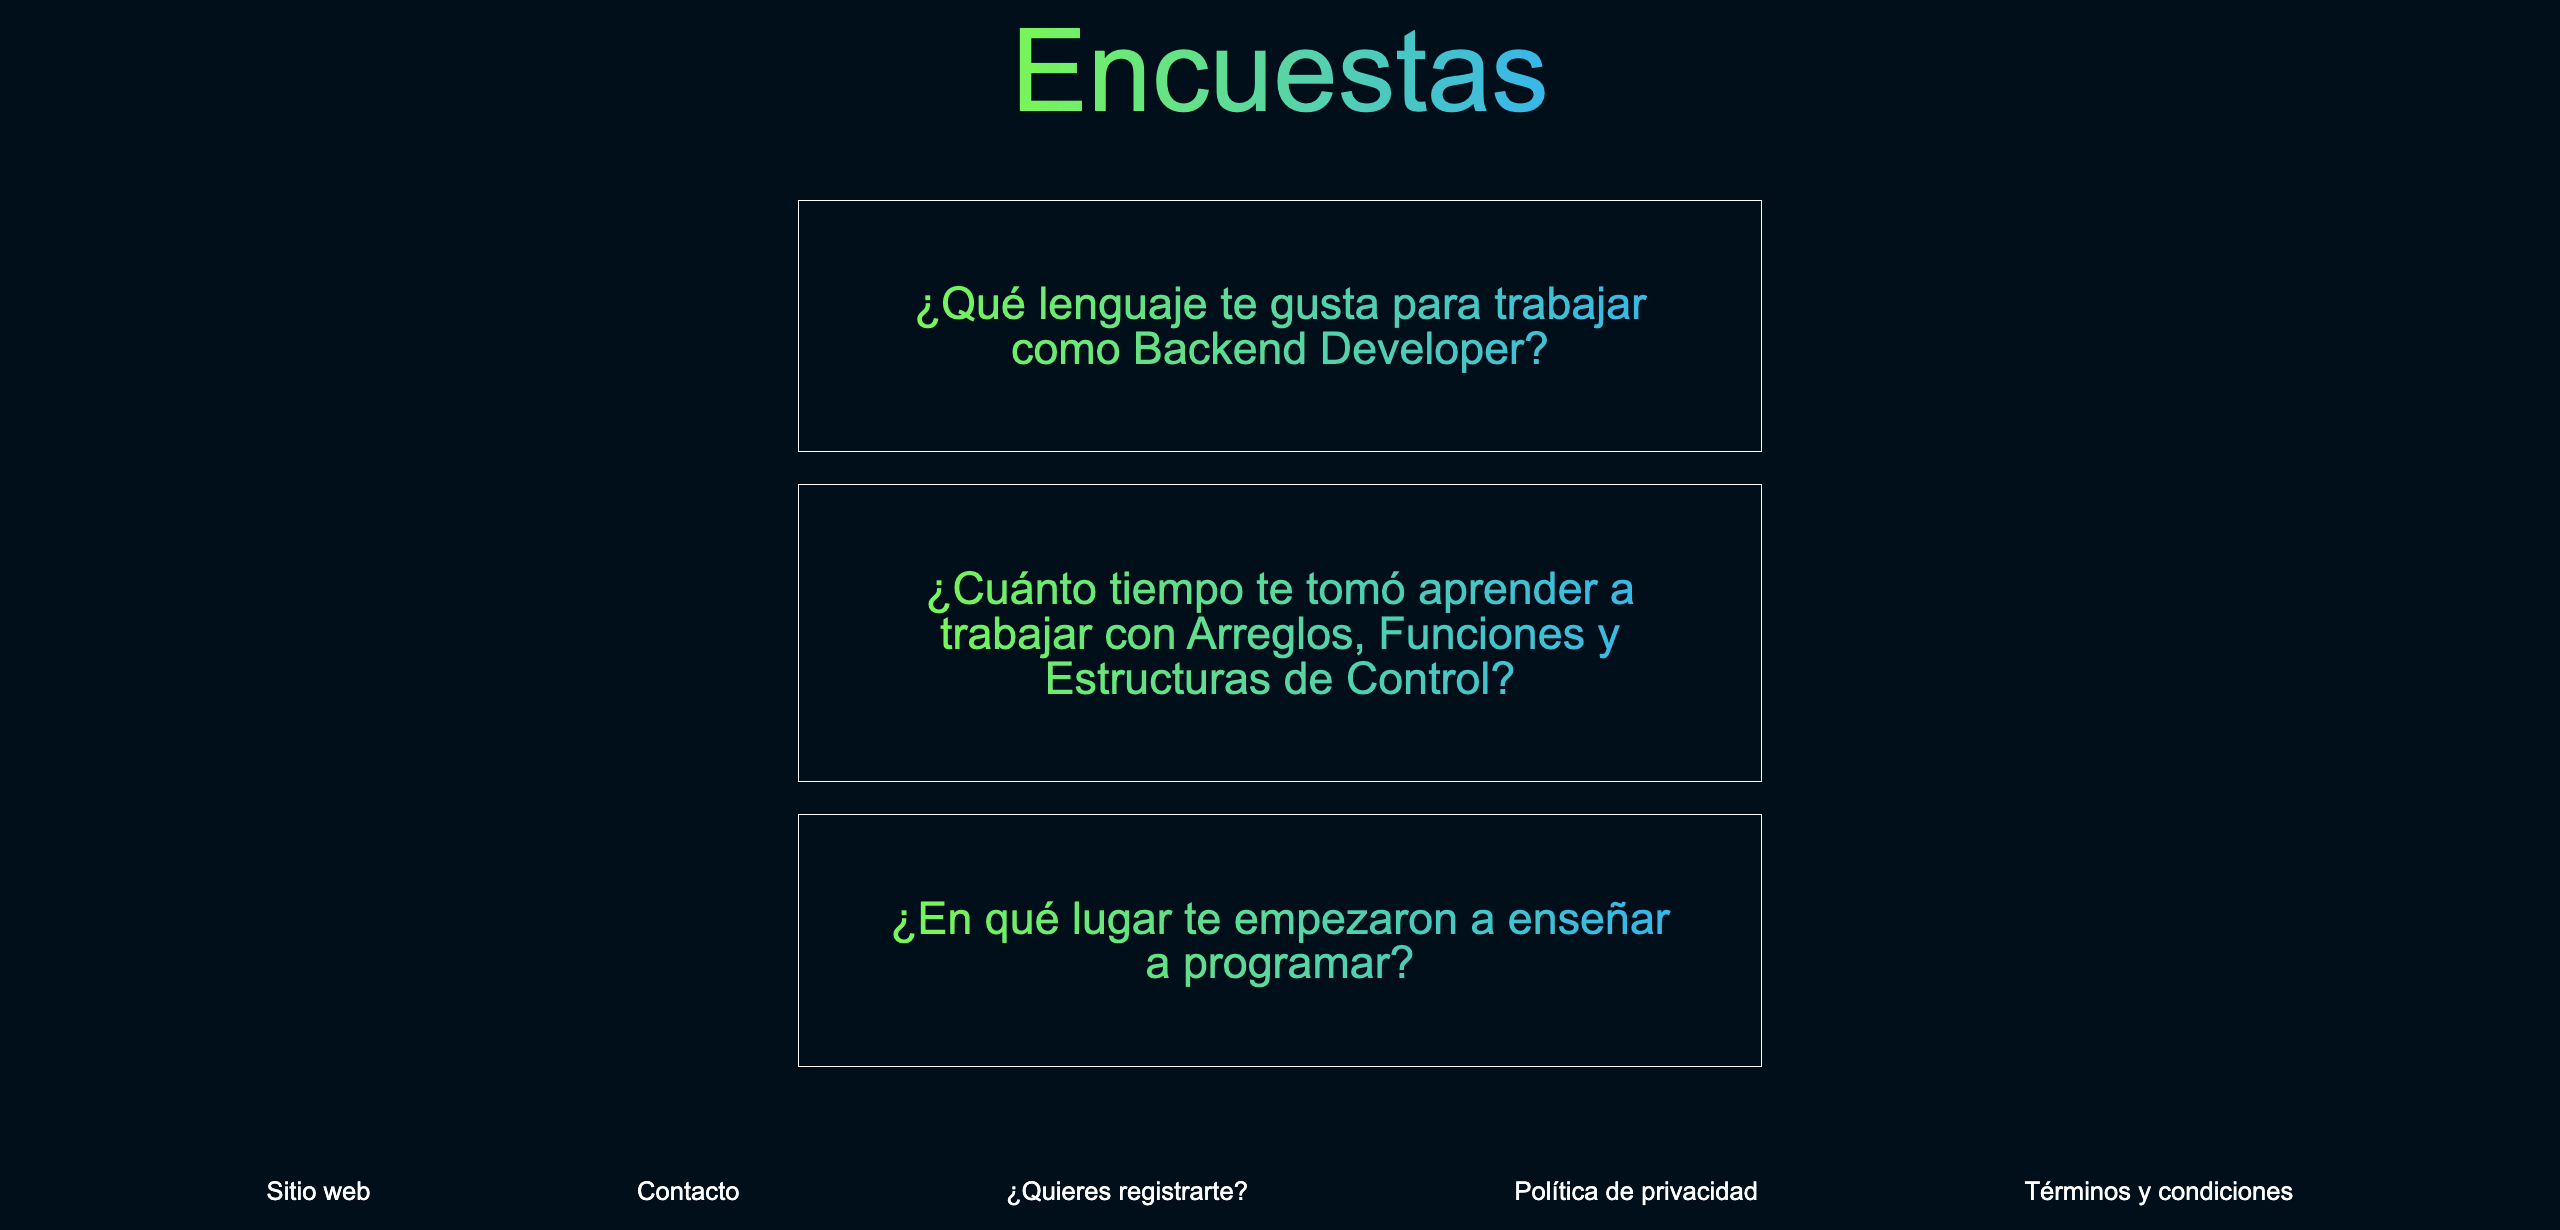 Encuestas
¿Qué lenguaje te gusta para trabajar
como Backend Developer?
¿Cuánto tiempo te tomó aprender a
trabajar con Arreglos, Funciones y
Estructuras de Control?
¿En qué lugar te empezaron a enseñar
a programar?
Sitio web
Contacto
¿Quieres registrarte?
Política de privacidad
Términos y condiciones